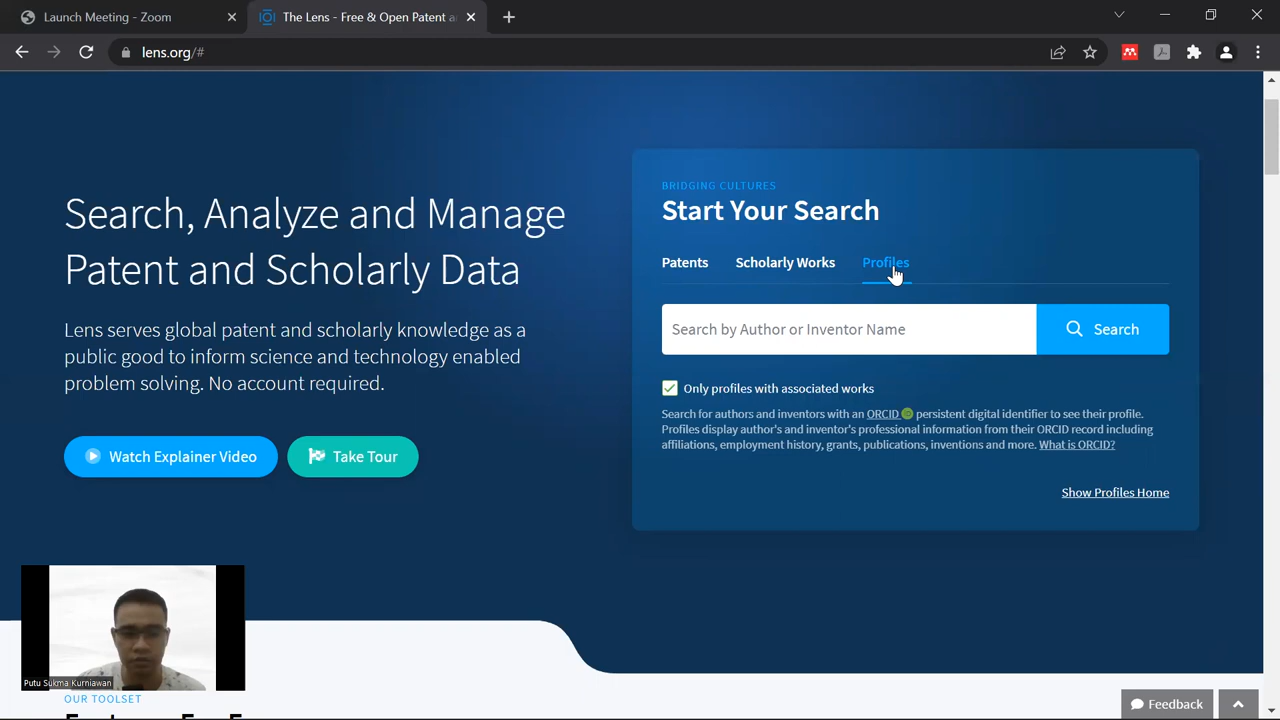 Launch Meeting - Zoom
The Lens - Free & Open Patent a
lens.org/#
Search, Analyze and Manage
Patent and Scholarly Data
Lens serves global patent and scholarly knowledge as a
public good to inform science and technology enabled
problem solving. No account required.
Watch Explainer Video
Take Tour
BRIDGING CULTURES
Start Your Search
Patents
Scholarly Works
Profiles
Search by Author or Inventor Name
Search
Only profiles with associated works
Search for authors and inventors with an ORCID iD persistent digital identifier to see their profile.
Profiles display author's and inventor's professional information from their ORCID record including
affiliations, employment history, grants, publications, inventions and more. What is ORCID?
Show Profiles Home
Putu Sukma Kurniawan
OUR TOOLSET
Feedback